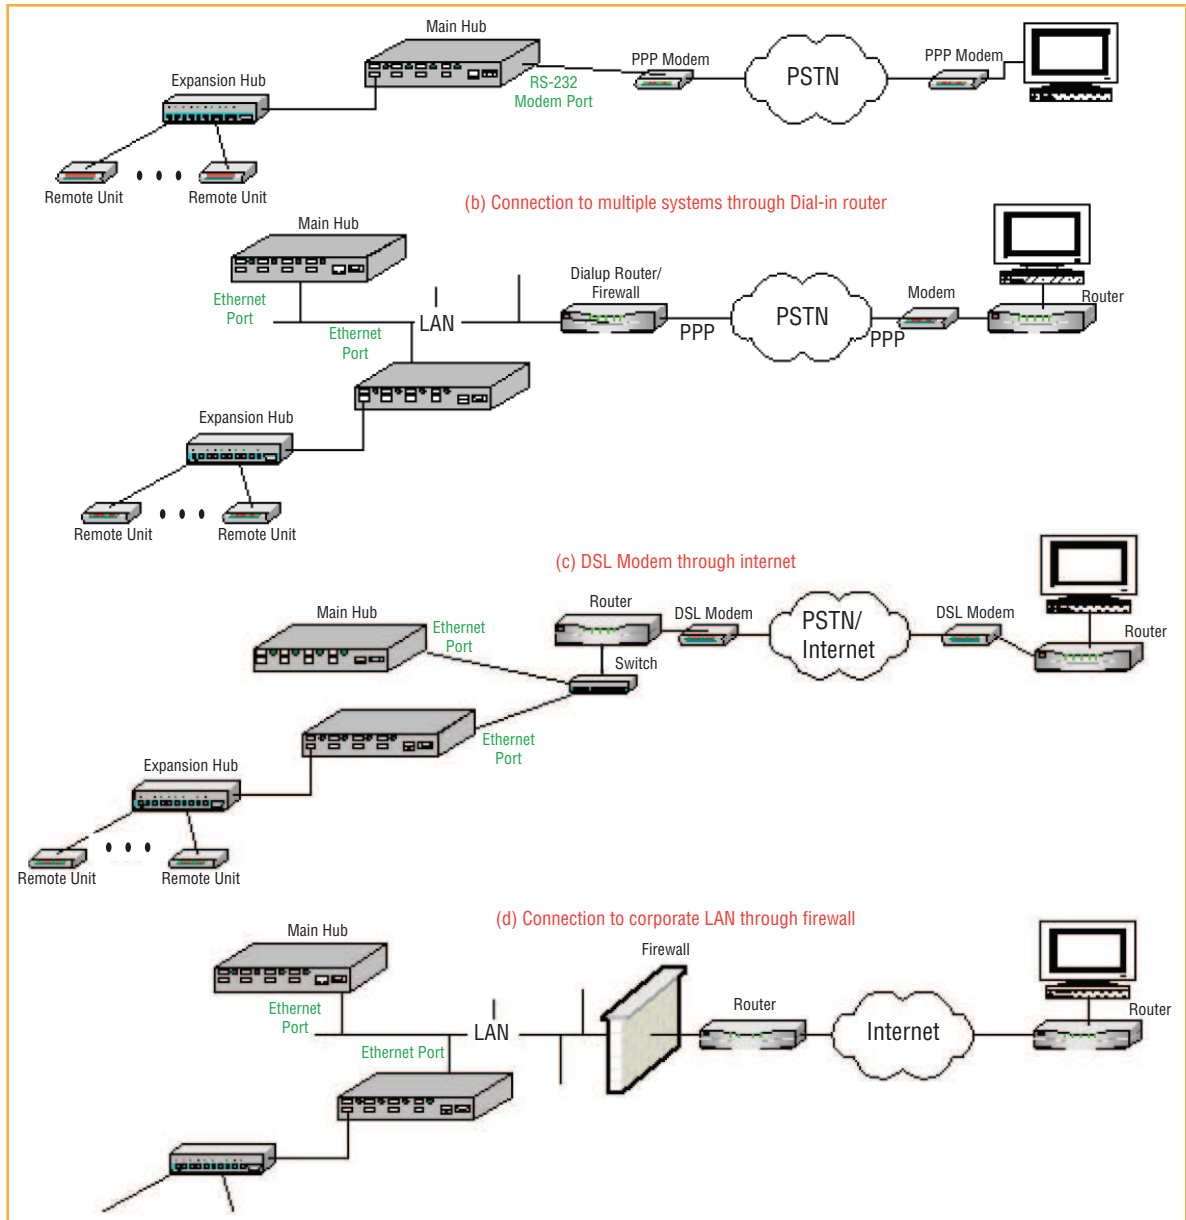 Main Hub
PPP Modem
PSTN
PPP Modem
Expansion Hub
RS-232
Modem Port
Remote Unit
Remote Unit
(b) Connection to multiple systems through Dial-in router
Main Hub
Dialup Router/
Firewall
Modem
Router
Ethernet
Port
Ethernet
Port
LAN
PPP
PSTN
PPP
Expansion Hub
Remote Unit
Remote Unit
(c) DSL Modem through internet
Main Hub
Ethernet
Port
Router
DSL Modem
PSTN/
Internet
DSL Modem
Router
Switch
Ethernet
Port
Expansion Hub
Remote Unit
Remote Unit
(d) Connection to corporate LAN through firewall
Main Hub
Firewall
Ethernet
Port
LAN
Router
Internet
Router
Ethernet Port